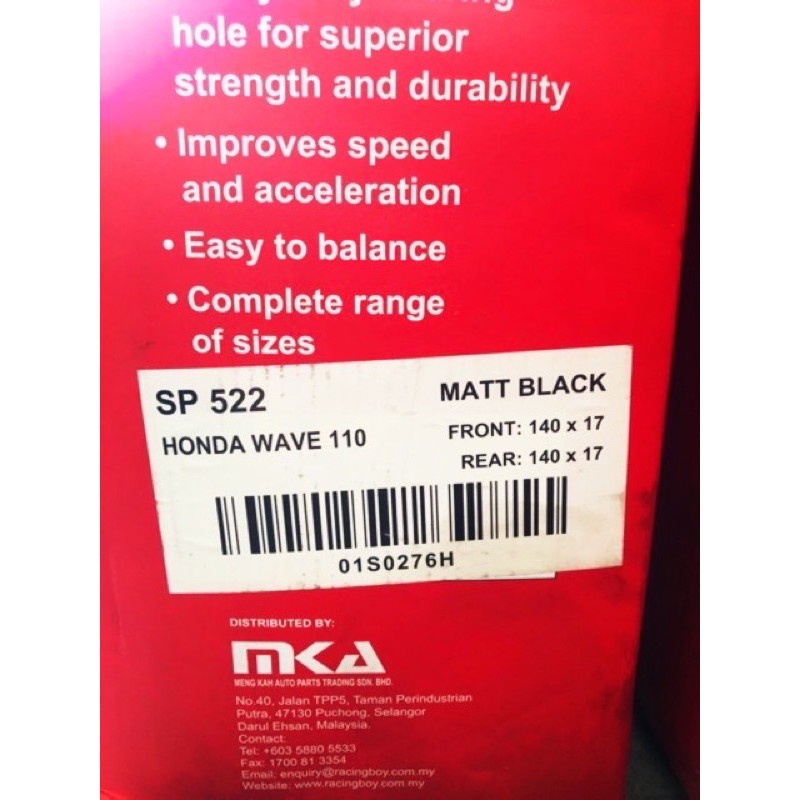 hole for superior
strength and durability
• Improves speed
and acceleration
• Easy to balance
• Complete range
of sizes
SP 522
MATT BLACK
HONDA WAVE 110
FRONT: 140 x 17
REAR: 140 x 17
01S0276H
DISTRIBUTED BY:
MKA
MENG KAH AUTO PARTS TRADING SDN. BHD.
No.40, Jalan TPP5, Taman Perindustrian
Putra, 47130 Puchong, Selangor
Darul Ehsan, Malaysia.
Contact:
Tel: +603 5880 5533
Fax: 1700 81 3354
Email: enquiry@racingboy.com.my
Website: www.racingboy.com.my